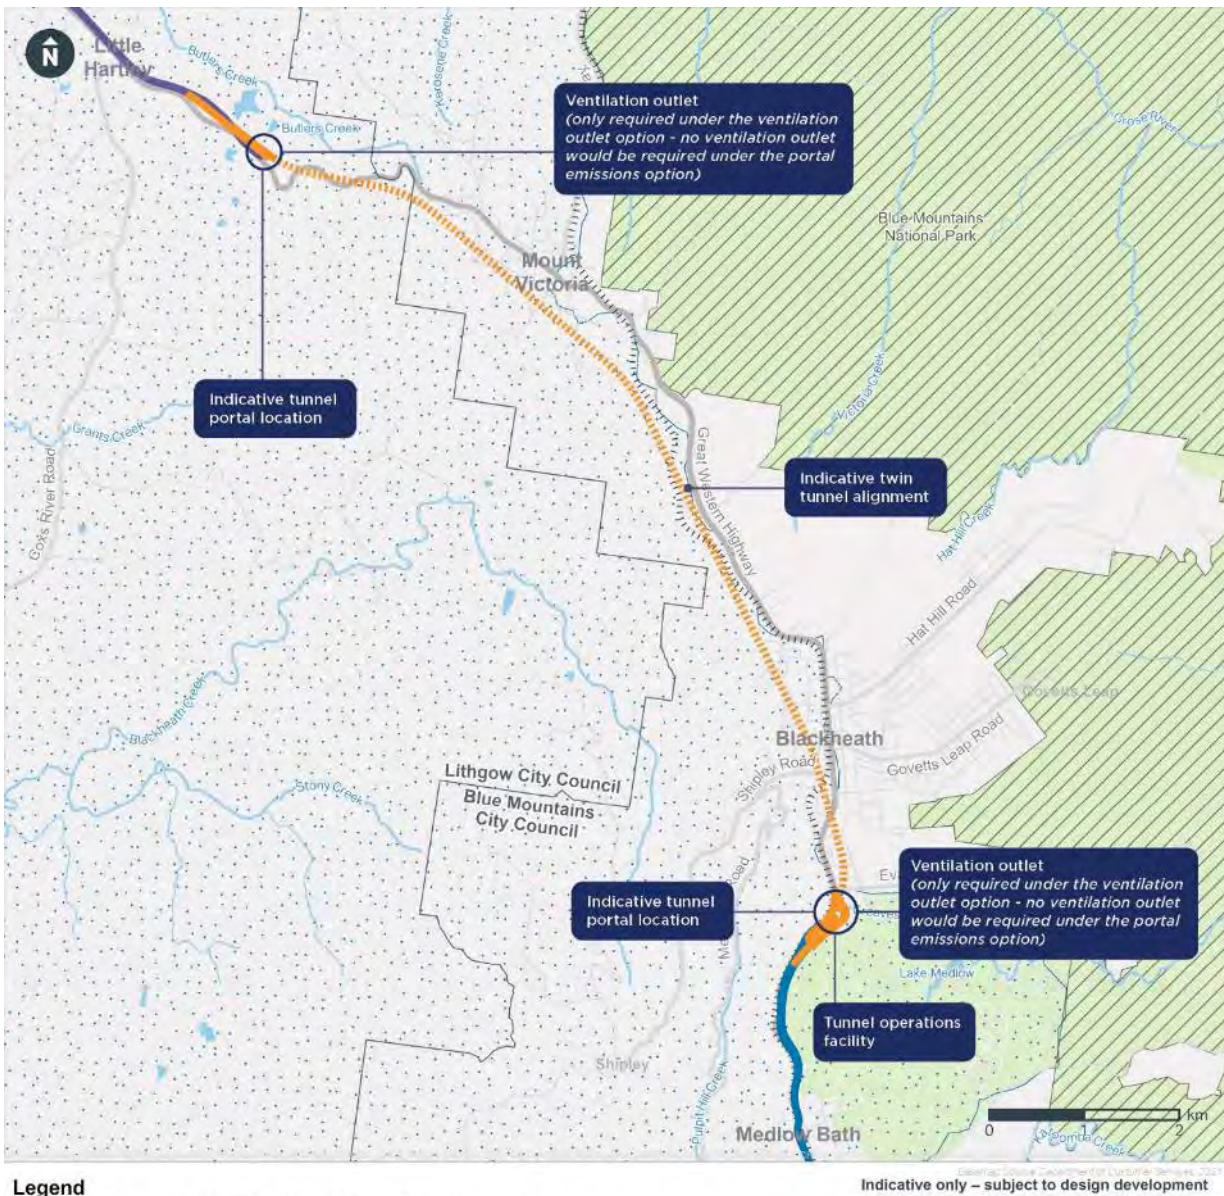 N
Little
Hartley
Butlers Creek
Kerosene Creek
Ventilation outlet
(only required under the ventilation
outlet option - no ventilation outlet
would be required under the portal
emissions option)
Grose River
Butlers Creek
Blue Mountains
National Park
Mount
Victoria
Indicative tunnel
portal location
Victoria Creek
Grants Creek
Great Western Highway
Indicative twin
tunnel alignment
Coxs River Road
Hat Hill Creek
Hat Hill Road
Govetts Leap
Blackheath Creek
Blackheath
Govetts Leap Road
Shipley Road
Lithgow City Council
Blue Mountains
City Council
Stony Creek
Ventilation outlet
(only required under the ventilation
outlet option - no ventilation outlet
would be required under the portal
emissions option)
Indicative tunnel
portal location
Road
Lake Medlow
Tunnel operations
facility
Shipley
Pulpit Hill Creek
Medlow Bath
km
0 1 2
Katoomba Creek
Legend
Indicative only – subject to design development